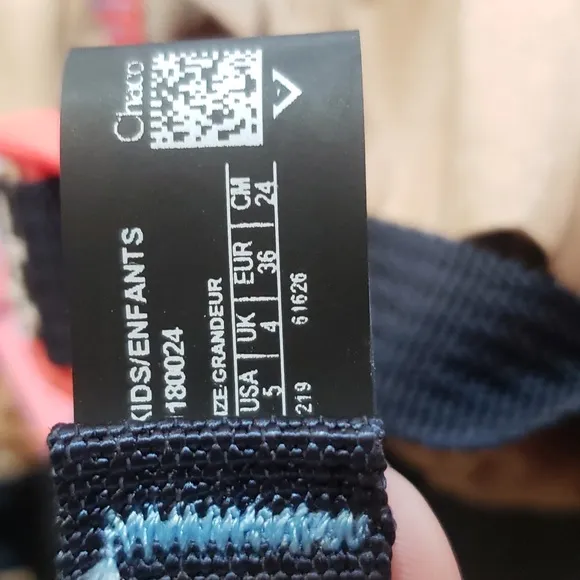 Chaco
KIDS/ENFANTS
180024
IZE-GRANDEUR
USA | UK | EUR | CM
5 | 4 | 36 | 24
219 61626